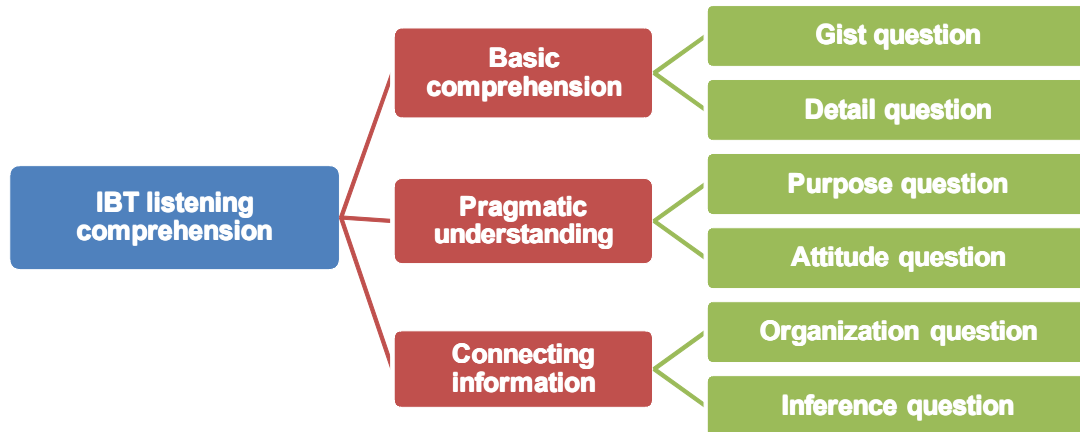 IBT listening
comprehension
Basic
comprehension
Gist question
Detail question
Pragmatic
understanding
Purpose question
Attitude question
Connecting
information
Organization question
Inference question